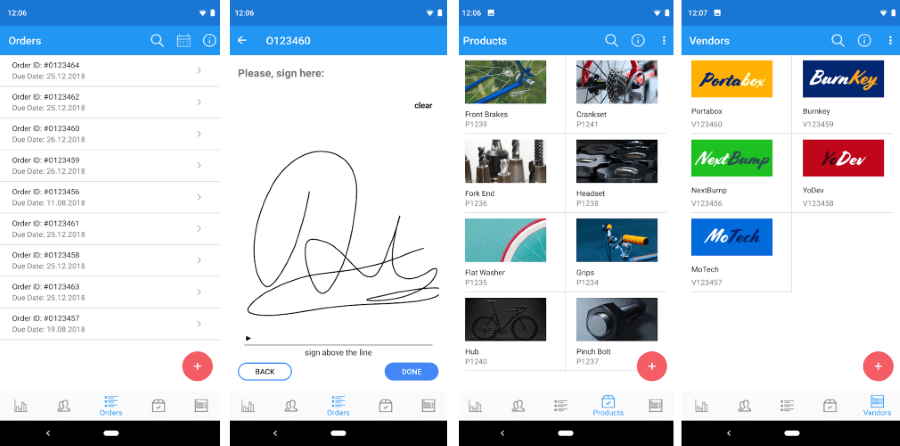 12:06
Orders
Order ID: #0123464
Due Date: 25.12.2018
Order ID: #0123462
Due Date: 25.12.2018
Order ID: #0123460
Due Date: 26.12.2018
Order ID: #0123459
Due Date: 26.12.2018
Order ID: #0123456
Due Date: 11.08.2018
Order ID: #0123461
Due Date: 25.12.2018
Order ID: #0123458
Due Date: 25.12.2018
Order ID: #0123463
Due Date: 25.12.2018
Order ID: #0123457
Due Date: 19.08.2018
+
Orders
12:06
O123460
Please, sign here:
clear
sign above the line
BACK
DONE
Orders
12:06
Products
Front Brakes
P1239
Crankset
P1241
Fork End
P1236
Headset
P1238
Flat Washer
P1235
Grips
P1234
Hub
P1240
Pinch Bolt
P1237
+
Products
12:07
Vendors
Portabox
Portabox
V123460
BurnKey
Burnkey
V123459
NextBump
NextBump
V123456
YoDev
YoDev
V123458
MoTech
MoTech
V123457
+
Vendors